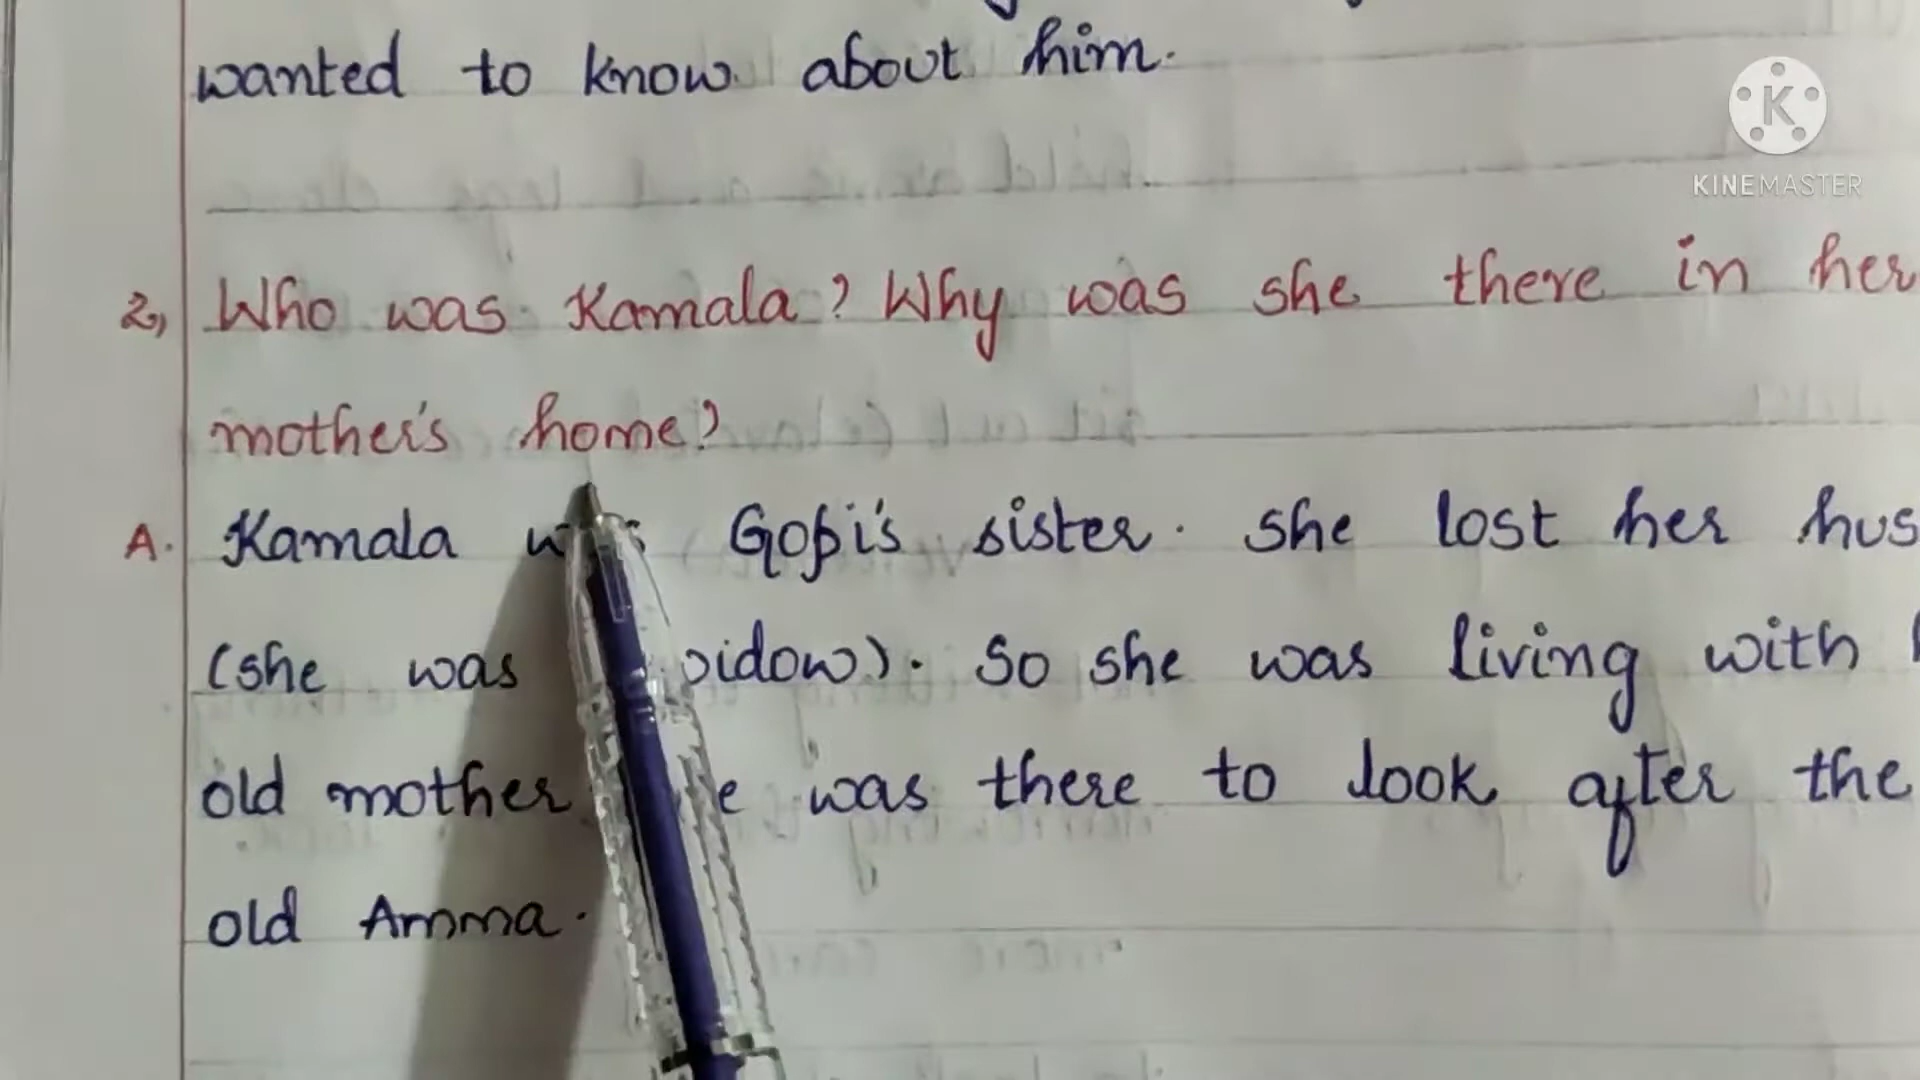 wanted to know about him.
KINEMASTER
2, Who was Kamala? Why was she there in her
mother's home?
A. Kamala Gopi's sister. She lost her hus
(she was widow). So she was living with
old mother was there to look after the
old Amma.